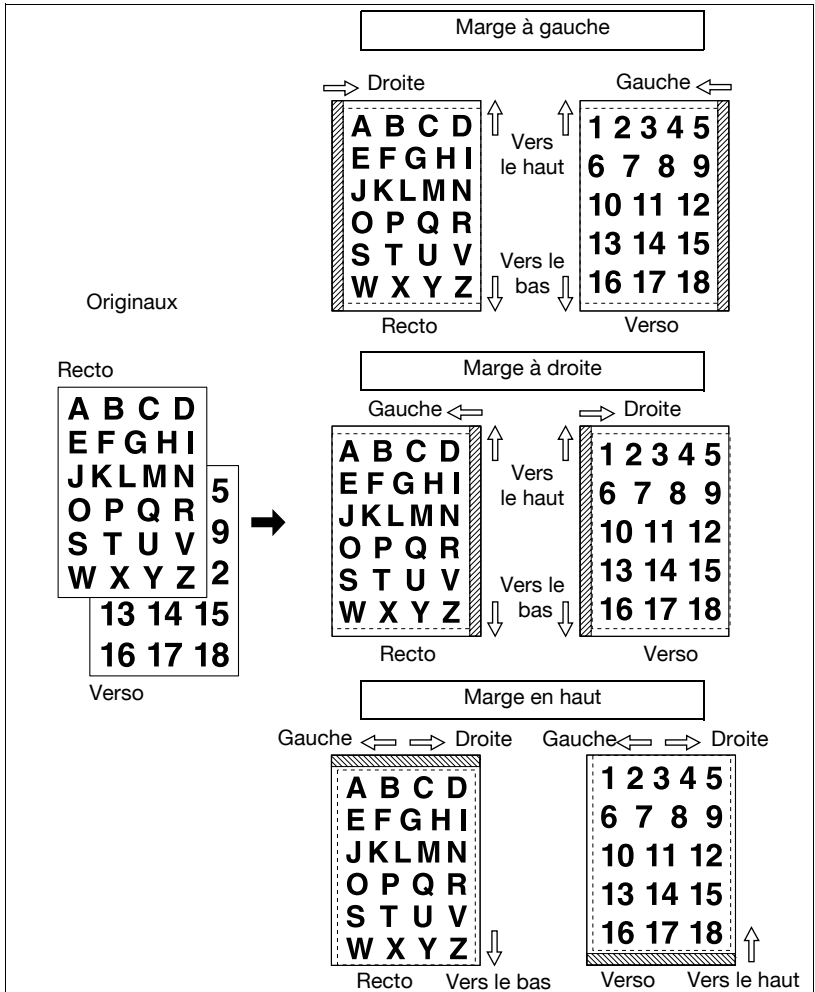 Marge à gauche
Droite
Gauche
A B C D
E F G H I
J K L M N
O P Q R
S T U V
W X Y Z
Vers
le haut
Vers le
bas
1 2 3 4 5
6 7 8 9
10 11 12
13 14 15
16 17 18
Recto
Verso
Originaux
Recto
A B C D
E F G H I
J K L M N
O P Q R
S T U V
W X Y Z
5
9
2
13 14 15
16 17 18
Verso
Marge à droite
Gauche
Droite
A B C D
E F G H I
J K L M N
O P Q R
S T U V
W X Y Z
Vers
le haut
Vers le
bas
1 2 3 4 5
6 7 8 9
10 11 12
13 14 15
16 17 18
Recto
Verso
Marge en haut
Gauche
Droite
Gauche
Droite
A B C D
E F G H I
J K L M N
O P Q R
S T U V
W X Y Z
1 2 3 4 5
6 7 8 9
10 11 12
13 14 15
16 17 18
Recto
Vers le bas
Verso
Vers le haut